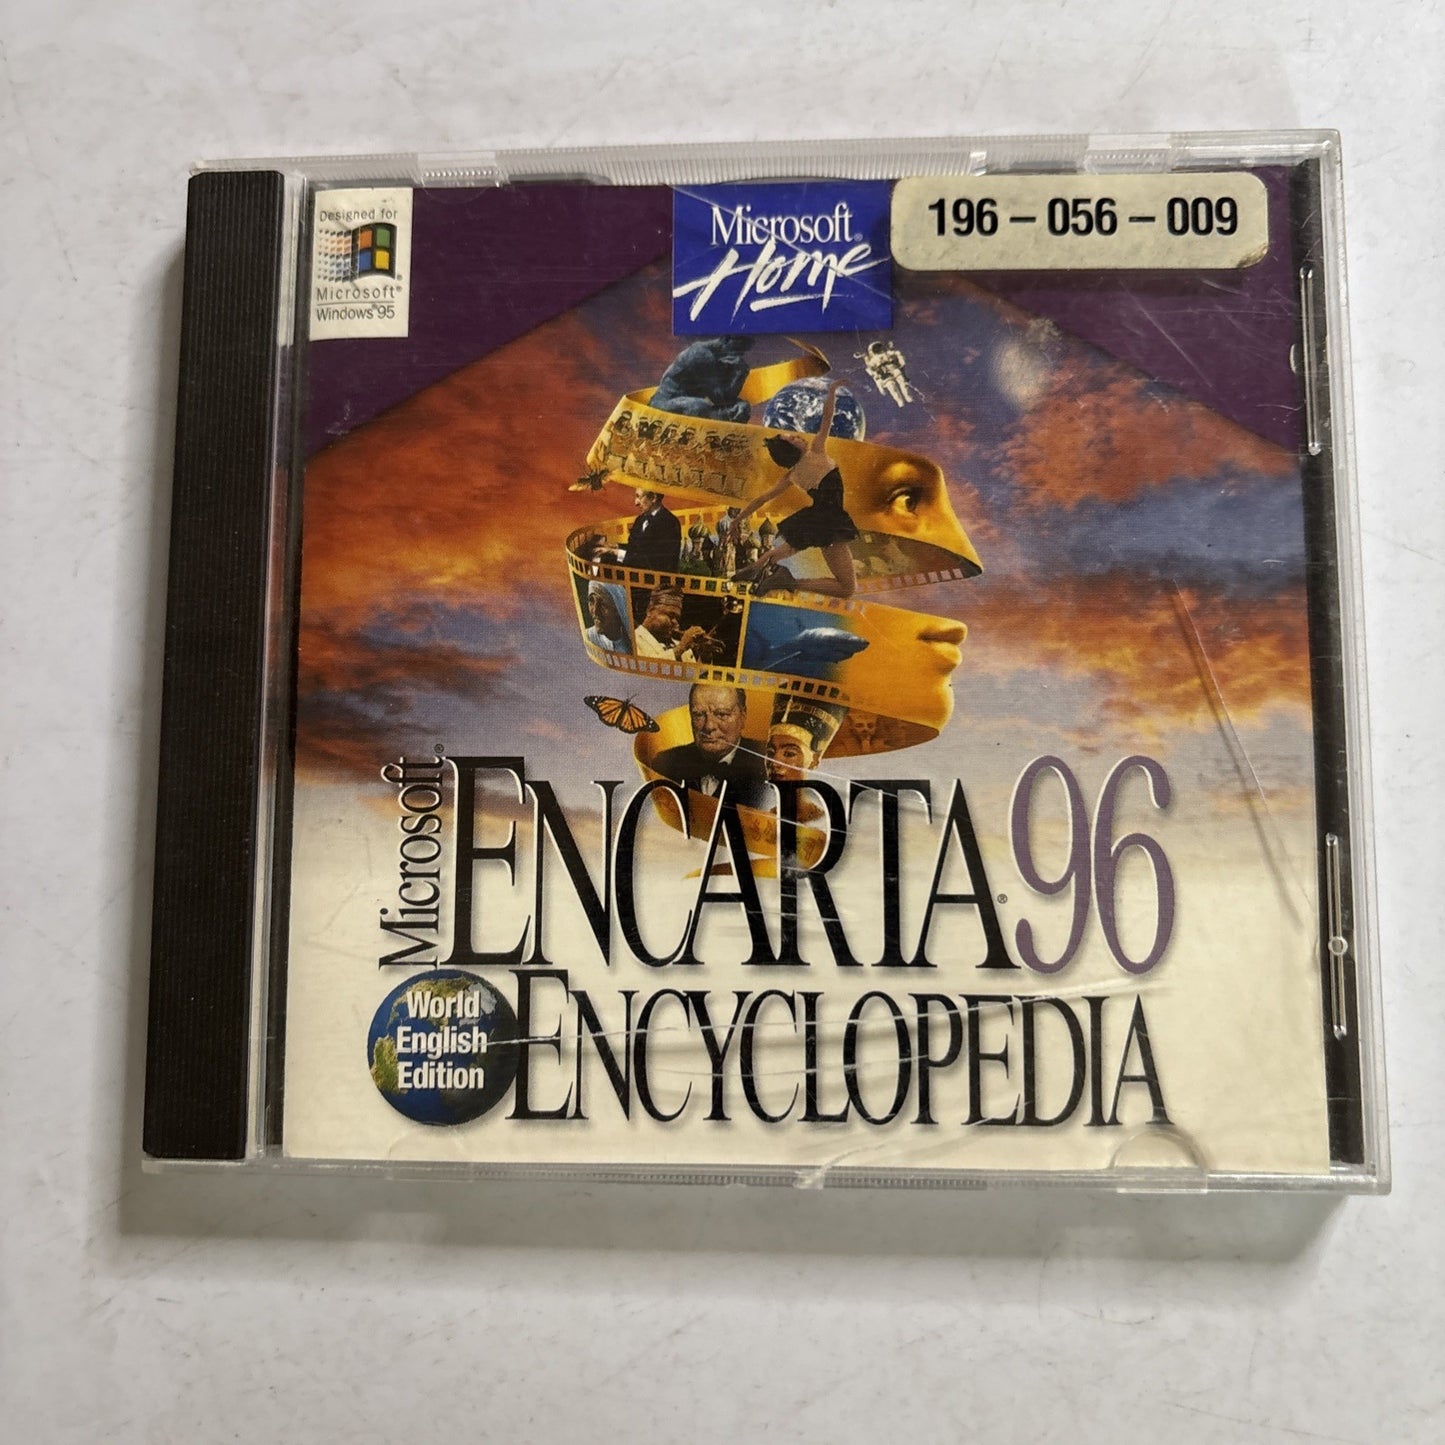 Designed for
Microsoft®
Windows®95
Microsoft®
Home
196-056-009
Microsoft®
ENCARTA®96
World
English
Edition
ENCYCLOPEDIA